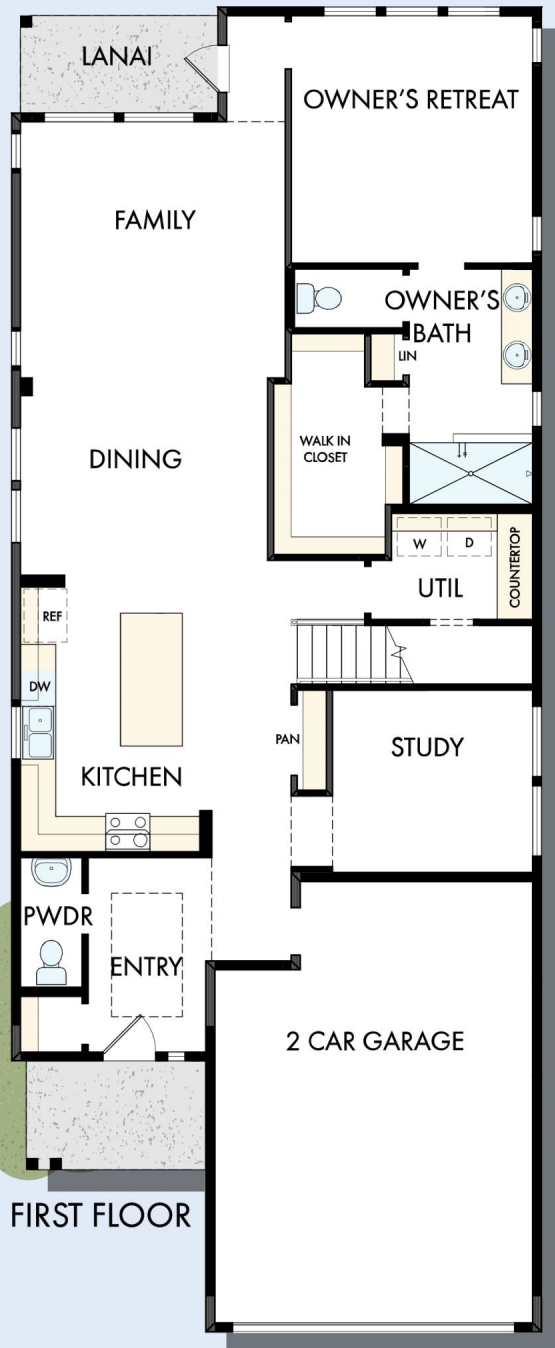 LANAI
OWNER'S RETREAT
FAMILY
OWNER'S
BATH
LIN
WALK IN
CLOSET
DINING
W
D
COUNTERTOP
UTIL
REF
DW
PAN
STUDY
KITCHEN
PWDR
ENTRY
2 CAR GARAGE
FIRST FLOOR